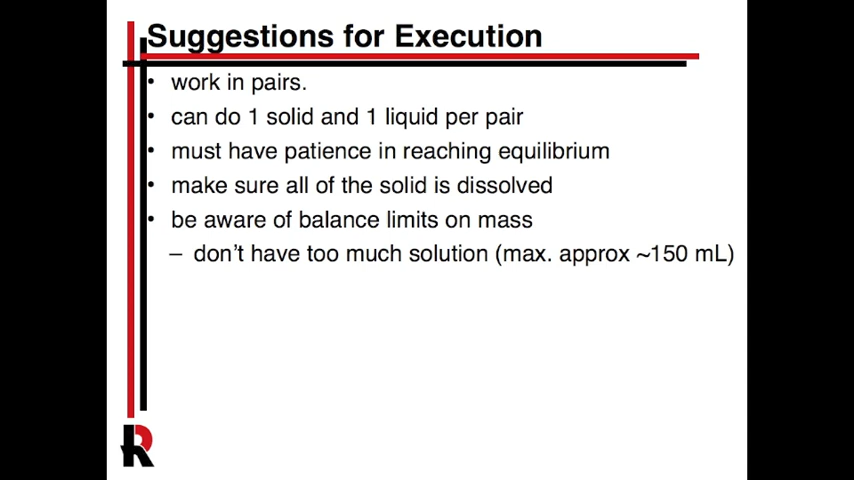 Suggestions for Execution
• work in pairs.
• can do 1 solid and 1 liquid per pair
• must have patience in reaching equilibrium
• make sure all of the solid is dissolved
• be aware of balance limits on mass
– don't have too much solution (max. approx ~150 mL)